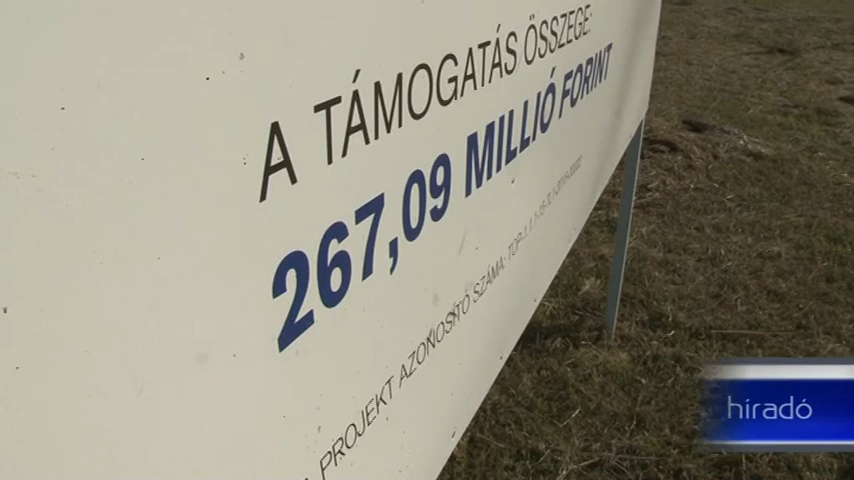 A TÁMOGATÁS ÖSSZEGE:
267,09 MILLIÓ FORINT
PROJEKT AZONOSÍTÓ SZÁMA:
híradó